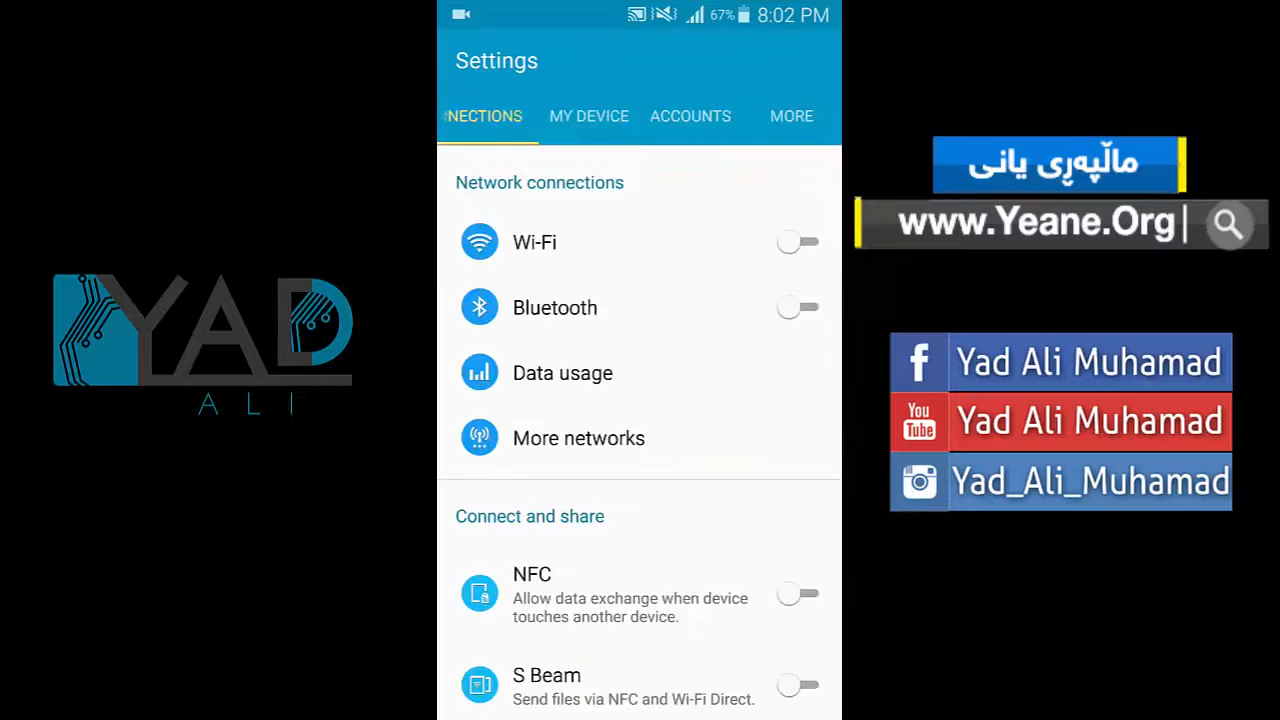 67% 8:02 PM
Settings
NECTIONS MY DEVICE ACCOUNTS MORE
Network connections
Wi-Fi
Bluetooth
Data usage
More networks
Connect and share
NFC
Allow data exchange when device
touches another device.
S Beam
Send files via NFC and Wi-Fi Direct.
YAD
ALI
ماڵپەڕی یانی
www.Yeane.Org
f Yad Ali Muhamad
You Tube Yad Ali Muhamad
Yad_Ali_Muhamad